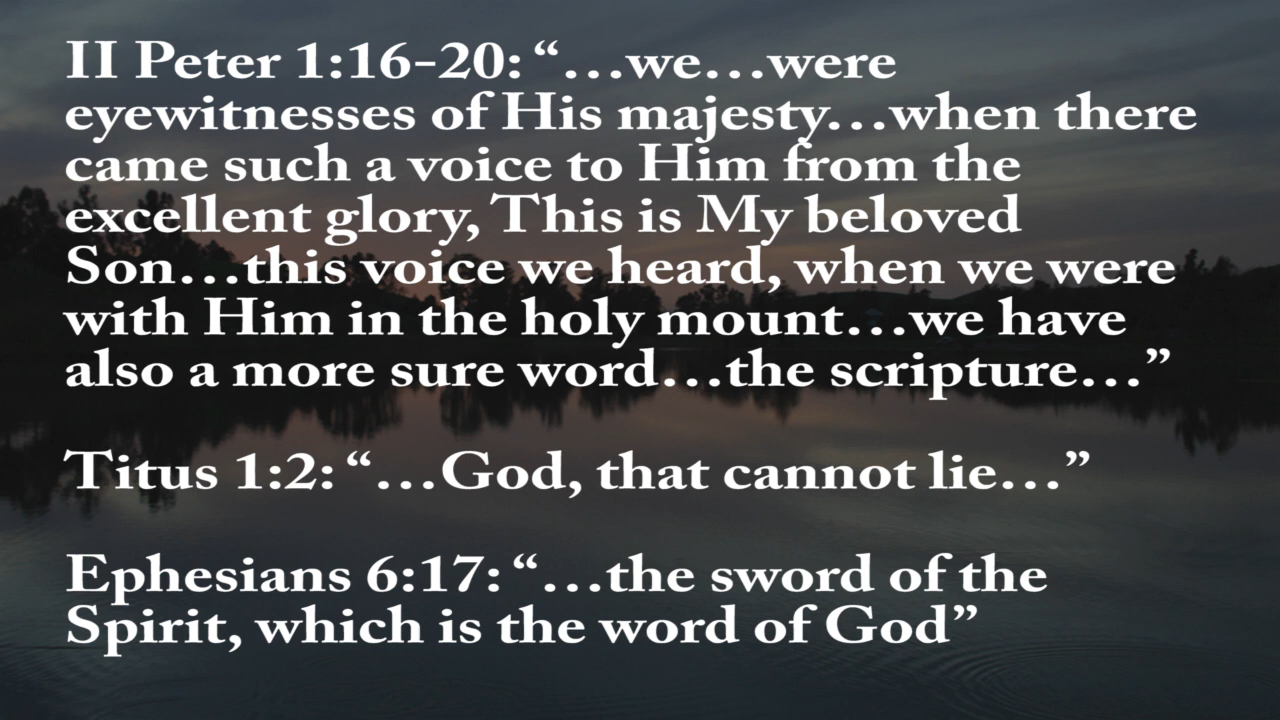 II Peter 1:16-20: “…we…were
eyewitnesses of His majesty…when there
came such a voice to Him from the
excellent glory, This is My beloved
Son…this voice we heard, when we were
with Him in the holy mount…we have
also a more sure word…the scripture…”
Titus 1:2: “…God, that cannot lie…”
Ephesians 6:17: “…the sword of the
Spirit, which is the word of God”